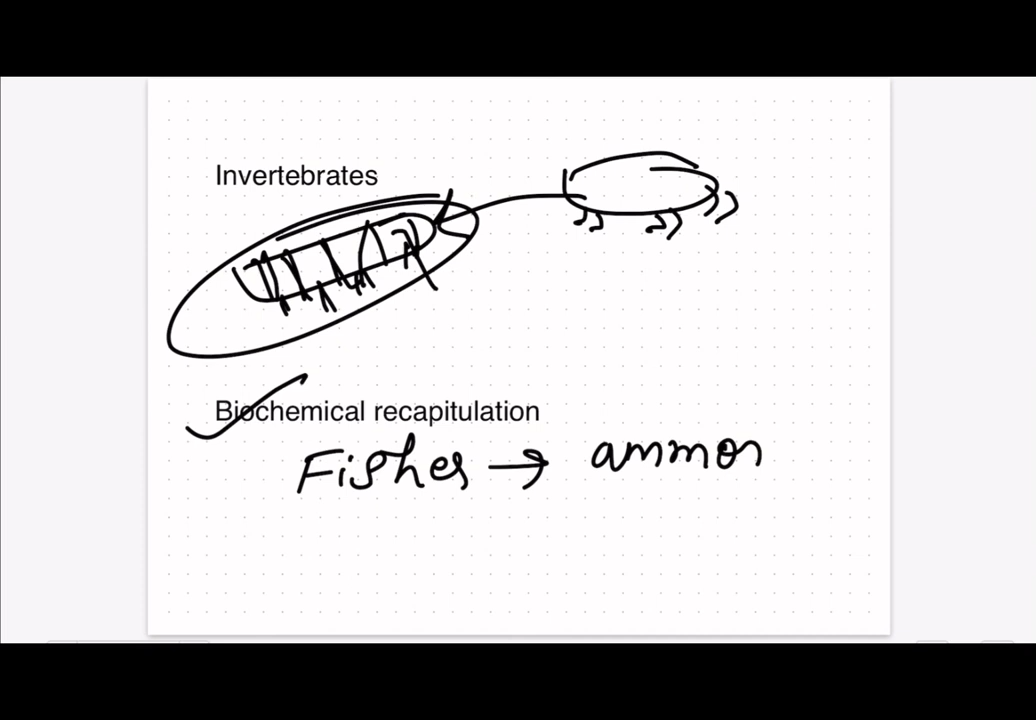 Invertebrates
Biochemical recapitulation
Fishes → ammon